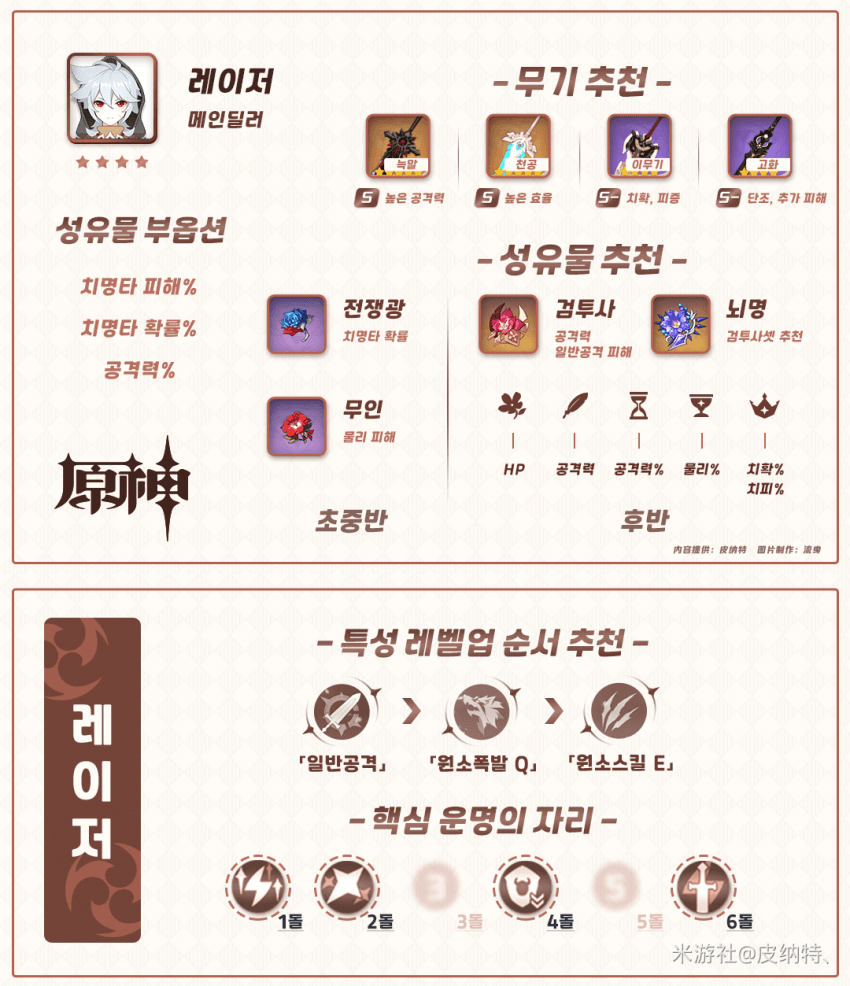 레이저
메인딜러
성유물 부옵션
치명타 피해%
치명타 확률%
공격력%
原神
- 무기 추천 -
늑말
천공
이무기
고화
S 높은 공격력
S 높은 효율
S- 치확, 피증
S- 단조, 추가 피해
- 성유물 추천 -
전쟁광
치명타 확률
무인
물리 피해
초중반
검투사
공격력
일반공격 피해
뇌명
검투사셋 추천
HP
공격력
공격력%
물리%
치확%
치피%
후반
内容提供：皮纳特 图片制作：流曳
레이저
- 특성 레벨업 순서 추천 -
「일반공격」
「원소폭발 Q」
「원소스킬 E」
- 핵심 운명의 자리 -
3
5
1돌
2돌
3돌
4돌
5돌
6돌
米游社@皮纳特、